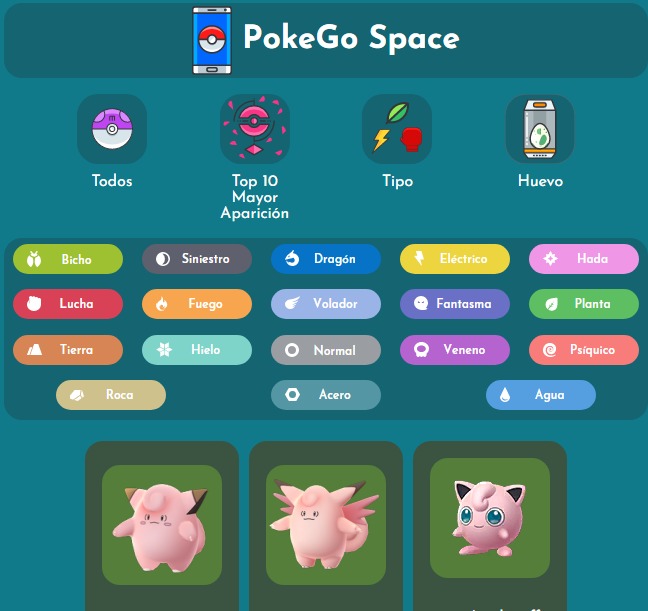 PokeGo Space
Todos
Top 10
Mayor
Aparición
Tipo
Huevo
Bicho
Siniestro
Dragón
Eléctrico
Hada
Lucha
Fuego
Volador
Fantasma
Planta
Tierra
Hielo
Normal
Veneno
Psíquico
Roca
Acero
Agua